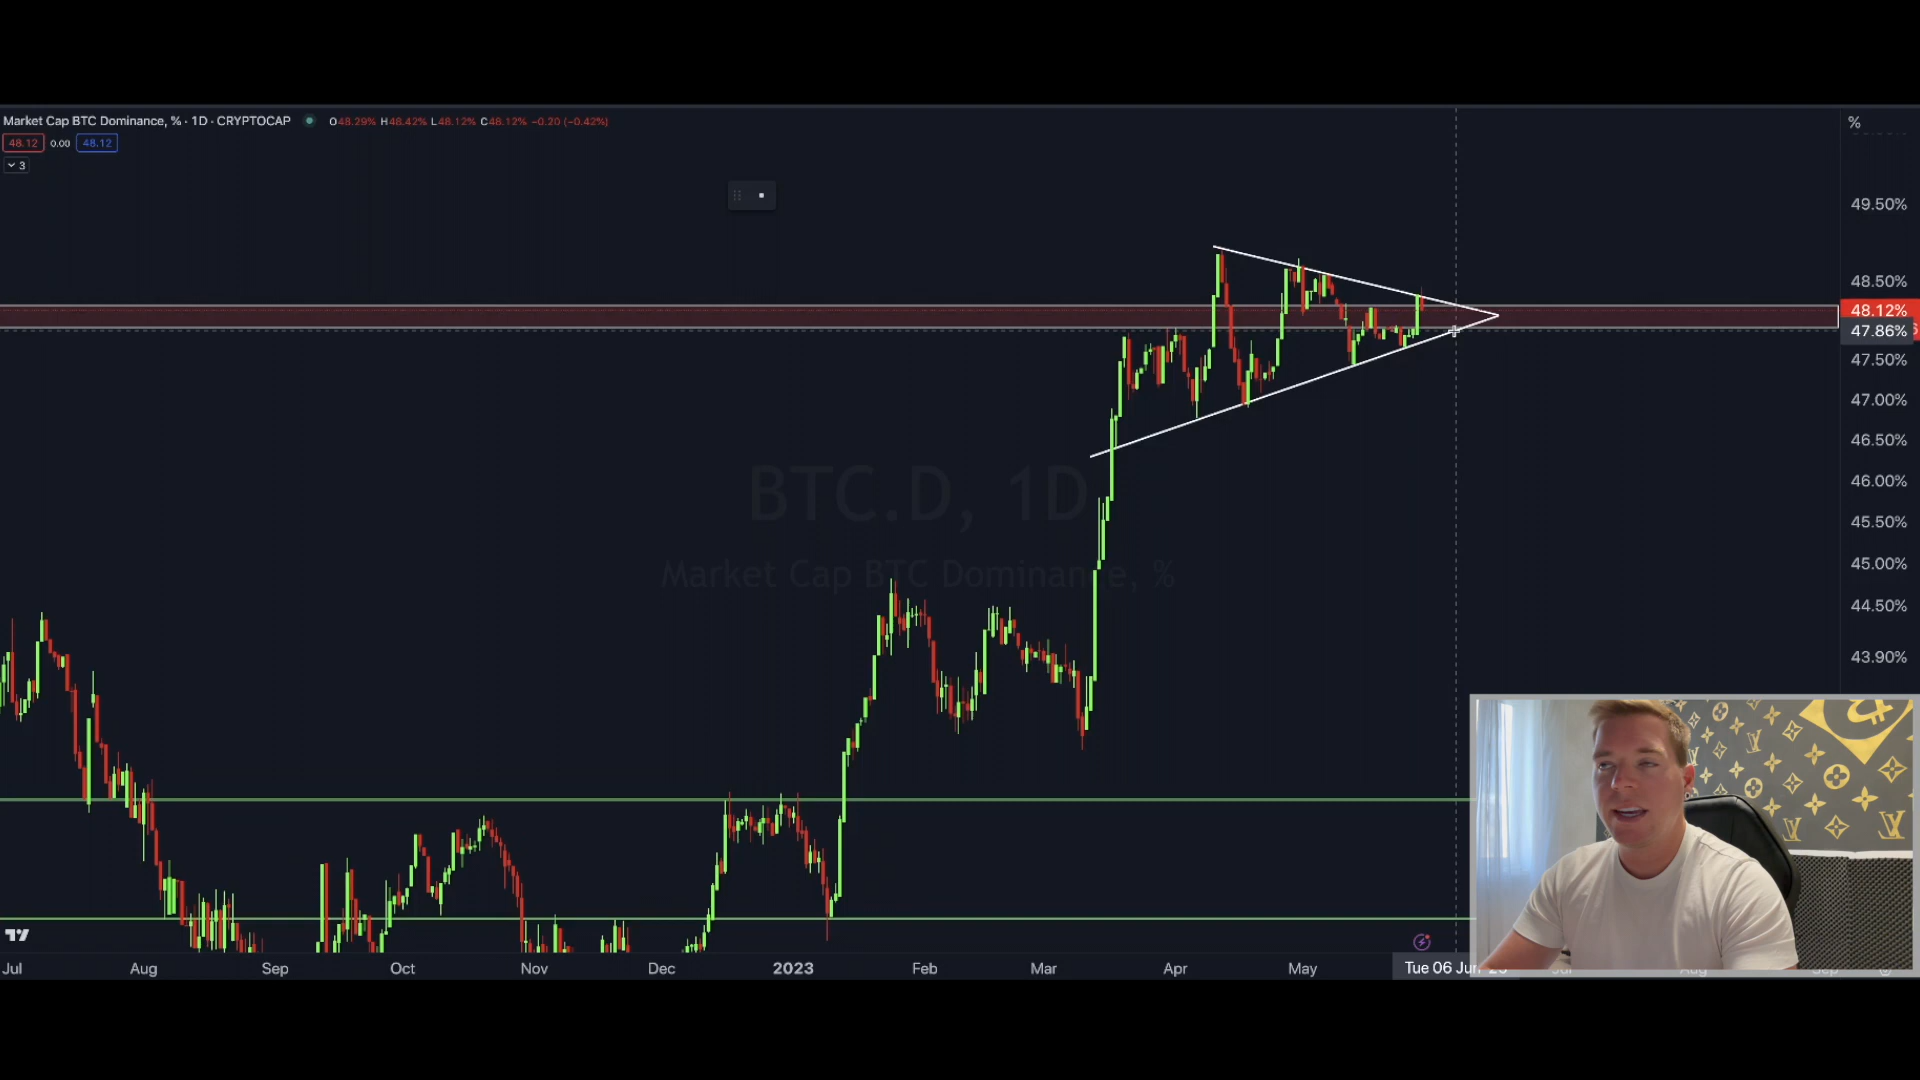 Market Cap BTC Dominance, % · 1D · CRYPTOCAP O48.29% H48.42% L48.12% C48.12% −0.20 (−0.42%)
48.12 0.00 48.12
3
%
49.50%
48.50%
48.12%
47.86%
47.50%
47.00%
46.50%
46.00%
45.50%
45.00%
44.50%
43.90%
BTC.D, 1D
Market Cap BTC Dominance, %
Jul Aug Sep Oct Nov Dec 2023 Feb Mar Apr May Tue 06 Jun